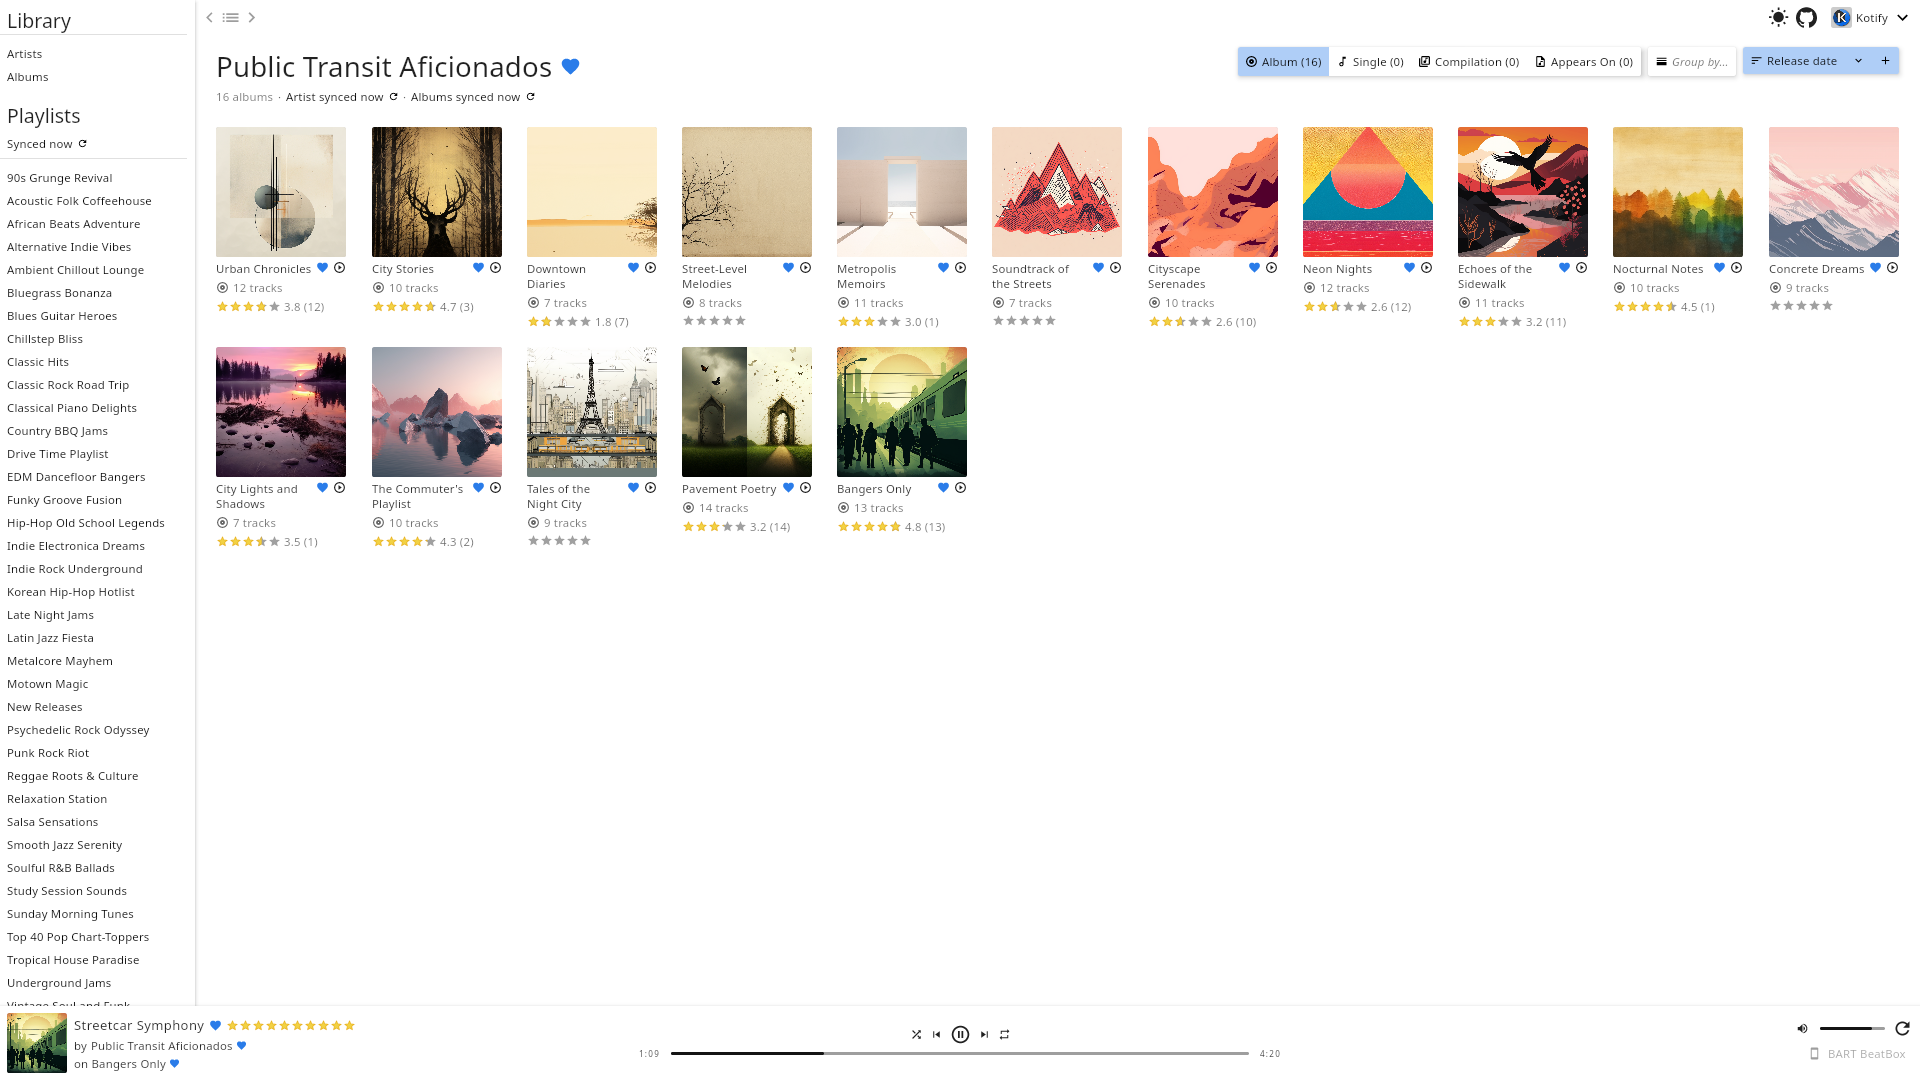 Library
Artists
Albums
Playlists
Synced now
90s Grunge Revival
Acoustic Folk Coffeehouse
African Beats Adventure
Alternative Indie Vibes
Ambient Chillout Lounge
Bluegrass Bonanza
Blues Guitar Heroes
Chillstep Bliss
Classic Hits
Classic Rock Road Trip
Classical Piano Delights
Country BBQ Jams
Drive Time Playlist
EDM Dancefloor Bangers
Funky Groove Fusion
Hip-Hop Old School Legends
Indie Electronica Dreams
Indie Rock Underground
Korean Hip-Hop Hotlist
Late Night Jams
Latin Jazz Fiesta
Metalcore Mayhem
Motown Magic
New Releases
Psychedelic Rock Odyssey
Punk Rock Riot
Reggae Roots & Culture
Relaxation Station
Salsa Sensations
Smooth Jazz Serenity
Soulful R&B Ballads
Study Session Sounds
Sunday Morning Tunes
Top 40 Pop Chart-Toppers
Tropical House Paradise
Underground Jams
Vintage Soul and Funk
Kotify
Public Transit Aficionados
16 albums · Artist synced now · Albums synced now
Album (16) Single (0) Compilation (0) Appears On (0) Group by... Release date
Urban Chronicles
12 tracks
3.8 (12)
City Stories
10 tracks
4.7 (3)
Downtown
Diaries
7 tracks
1.8 (7)
Street-Level
Melodies
8 tracks
Metropolis
Memoirs
11 tracks
3.0 (1)
Soundtrack of
the Streets
7 tracks
Cityscape
Serenades
10 tracks
2.6 (10)
Neon Nights
12 tracks
2.6 (12)
Echoes of the
Sidewalk
11 tracks
3.2 (11)
Nocturnal Notes
10 tracks
4.5 (1)
Concrete Dreams
9 tracks
City Lights and
Shadows
7 tracks
3.5 (1)
The Commuter's
Playlist
10 tracks
4.3 (2)
Tales of the
Night City
9 tracks
Pavement Poetry
14 tracks
3.2 (14)
Bangers Only
13 tracks
4.8 (13)
Streetcar Symphony
by Public Transit Aficionados
on Bangers Only
1:09
4:20
BART BeatBox